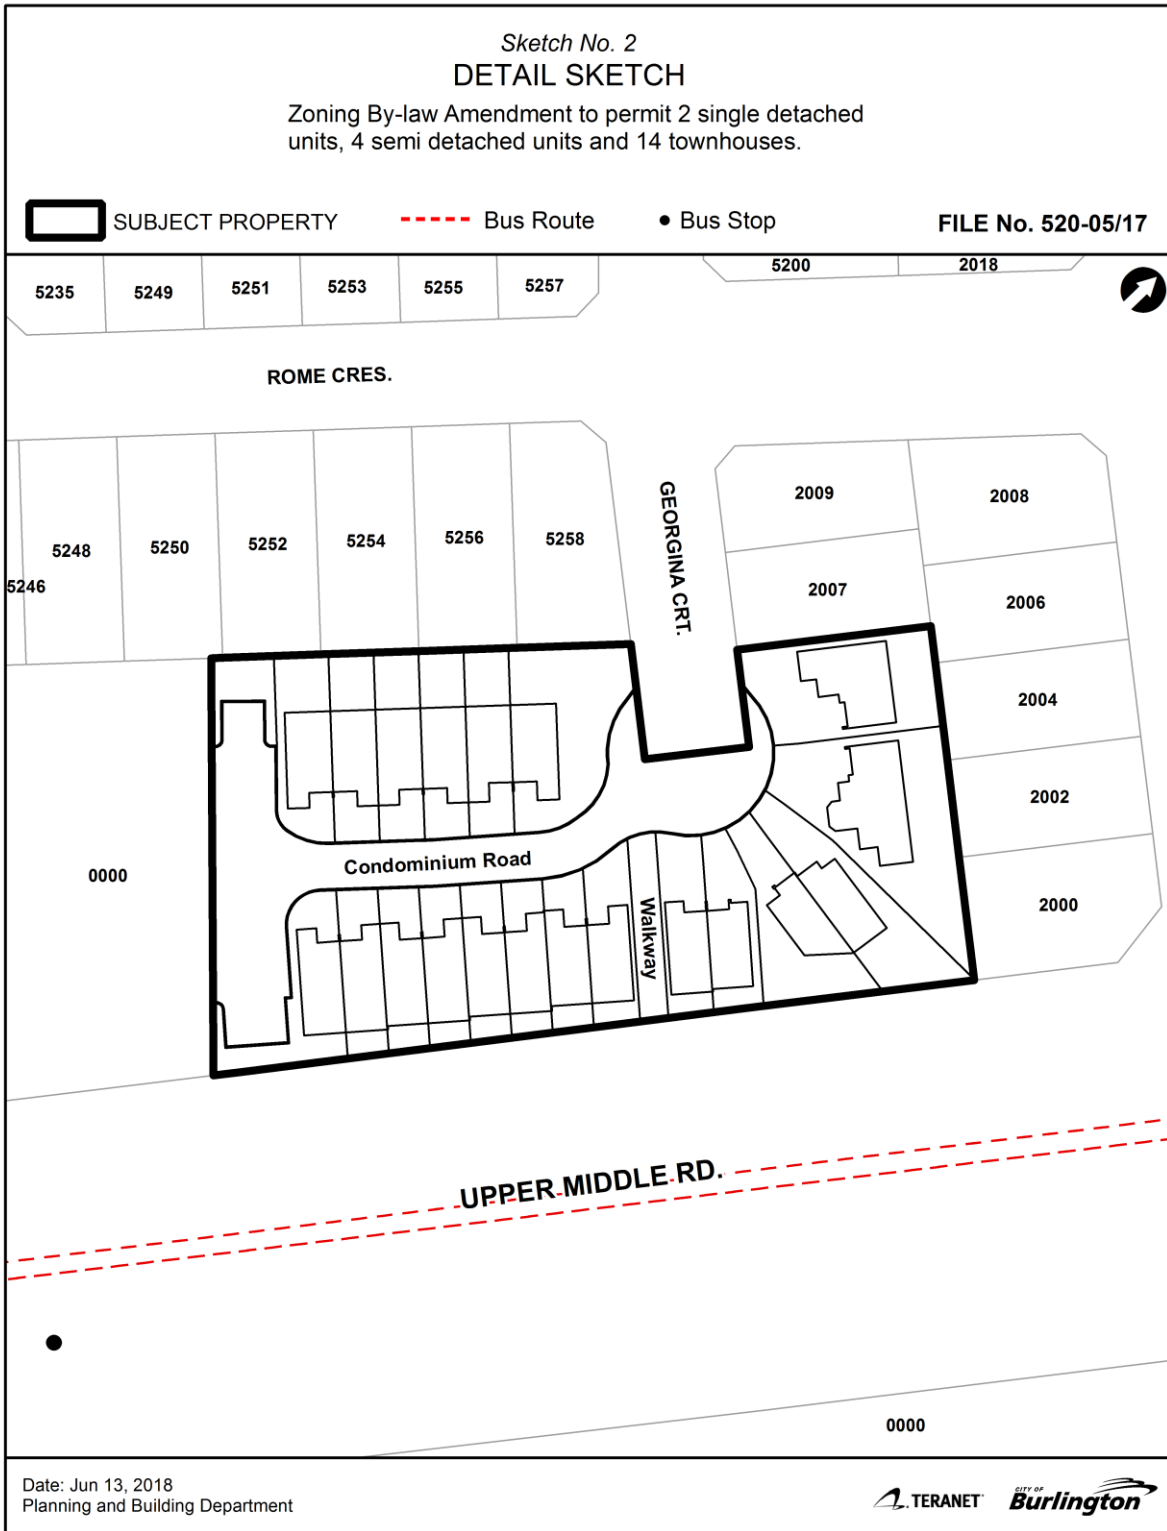 Sketch No. 2
DETAIL SKETCH
Zoning By-law Amendment to permit 2 single detached
units, 4 semi detached units and 14 townhouses.
SUBJECT PROPERTY
Bus Route
Bus Stop
FILE No. 520-05/17
5235
5249
5251
5253
5255
5257
5200
2018
ROME CRES.
5246
5248
5250
5252
5254
5256
5258
GEORGINA CRT.
2009
2008
2007
2006
2004
2002
2000
0000
Condominium Road
Walkway
UPPER MIDDLE RD.
0000
Date: Jun 13, 2018
Planning and Building Department
TERANET
CITY OF
Burlington